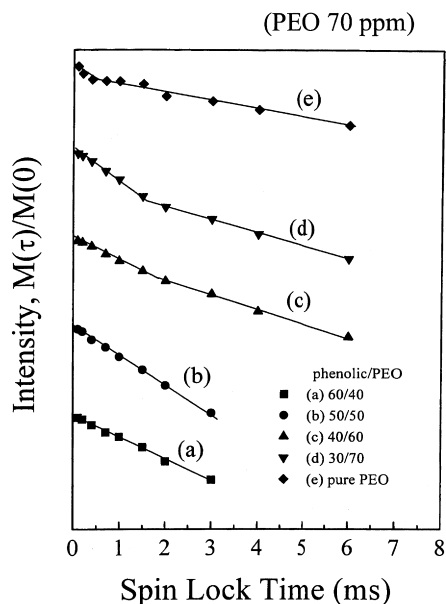 (PEO 70 ppm)
Intensity, M(τ)/M(0)
(e)
(d)
(c)
(b)
(a)
phenolic/PEO
(a) 60/40
(b) 50/50
(c) 40/60
(d) 30/70
(e) pure PEO
0 1 2 3 4 5 6 7 8
Spin Lock Time (ms)